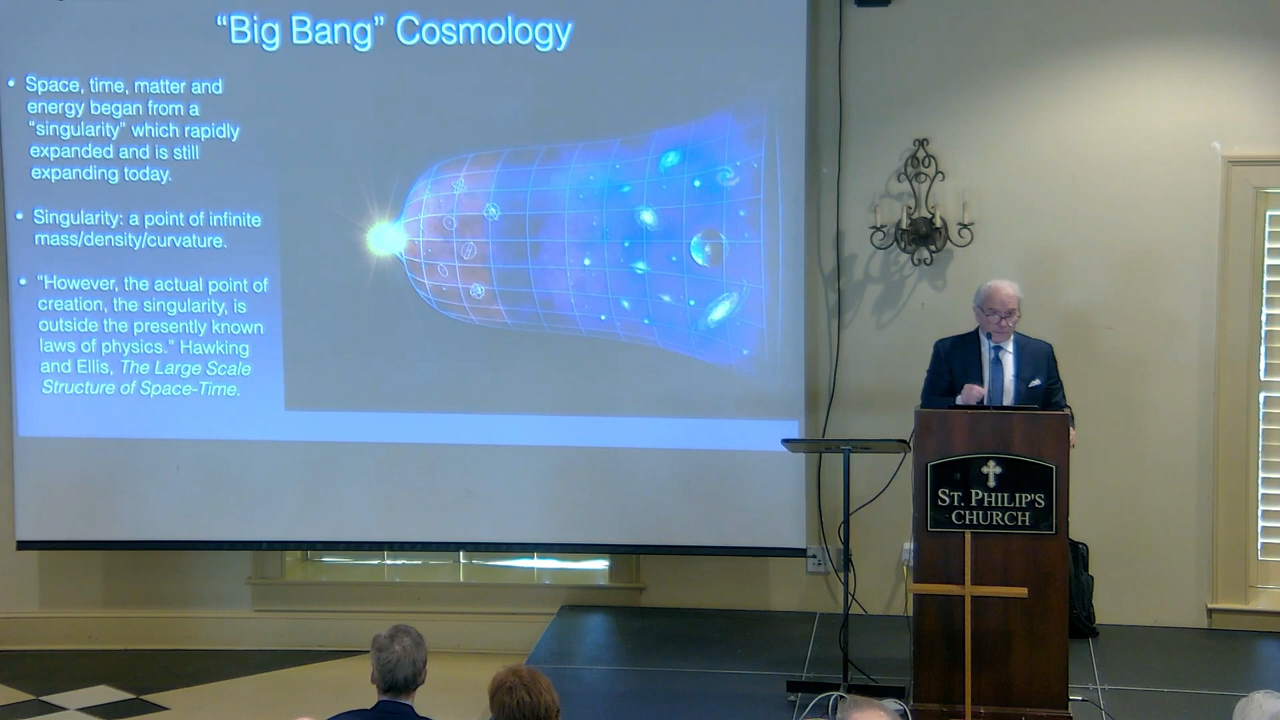 “Big Bang” Cosmology
• Space, time, matter and
energy began from a
“singularity” which rapidly
expanded and is still
expanding today.
• Singularity: a point of infinite
mass/density/curvature.
• “However, the actual point of
creation, the singularity, is
outside the presently known
laws of physics.” Hawking
and Ellis, The Large Scale
Structure of Space-Time.
ST. PHILIP'S
CHURCH